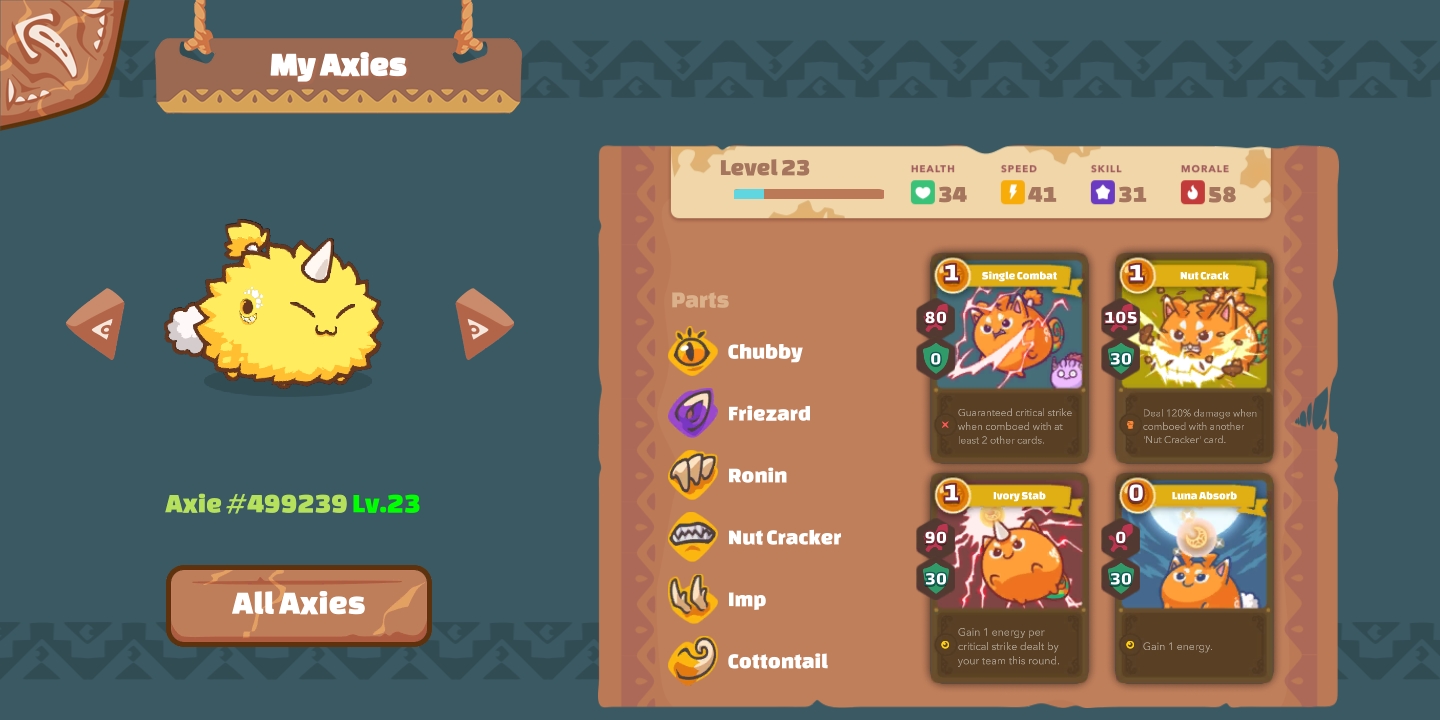 My Axies
Level 23
HEALTH
34
SPEED
41
SKILL
31
MORALE
58
Parts
Chubby
Friezard
Ronin
Nut Cracker
Imp
Cottontail
1
Single Combat
80
0
Guaranteed critical strike
when comboed with at
least 2 other cards.
1
Nut Crack
105
30
Deal 120% damage when
comboed with another
'Nut Cracker' card.
1
Ivory Stab
90
30
Gain 1 energy per
critical strike dealt by
your team this round.
0
Luna Absorb
0
30
Gain 1 energy.
Axie #499239 Lv.23
All Axies